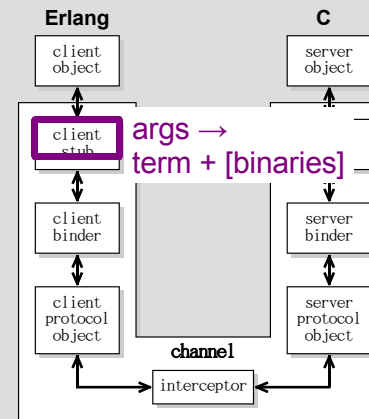 Erlang
C
client
object
server
object
client
stub
args →
term + [binaries]
client
binder
server
binder
client
protocol
object
server
protocol
object
channel
interceptor